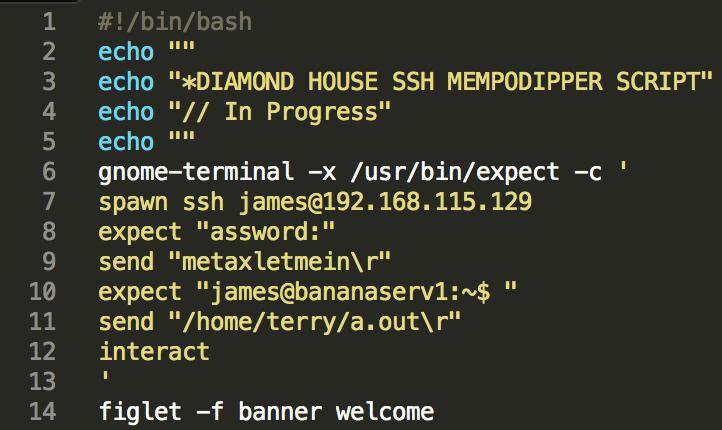 1 #!/bin/bash
2 echo ""
3 echo "*DIAMOND HOUSE SSH MEMPODIPPER SCRIPT"
4 echo "// In Progress"
5 echo ""
6 gnome-terminal -x /usr/bin/expect -c '
7 spawn ssh james@192.168.115.129
8 expect "assword:"
9 send "metaxletmein\r"
10 expect "james@bananaserv1:~$ "
11 send "/home/terry/a.out\r"
12 interact
13 '
14 figlet -f banner welcome